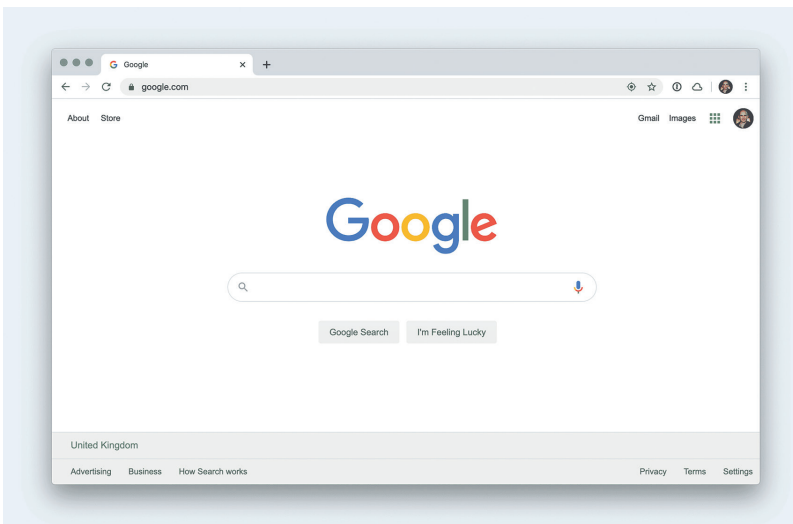 Google
google.com
About Store Gmail Images
Google
Google Search I'm Feeling Lucky
United Kingdom
Advertising Business How Search works Privacy Terms Settings